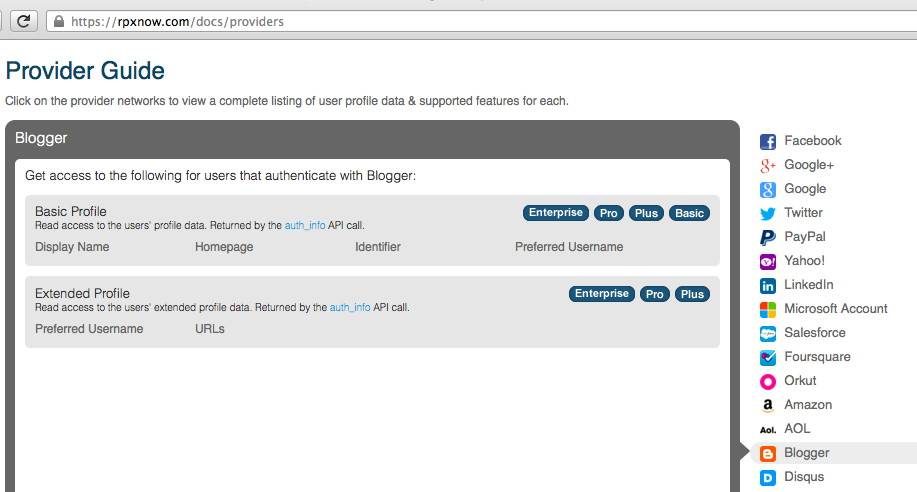 https://rpxnow.com/docs/providers
Provider Guide
Click on the provider networks to view a complete listing of user profile data & supported features for each.
Blogger
Get access to the following for users that authenticate with Blogger:
Basic Profile
Enterprise Pro Plus Basic
Read access to the users' profile data. Returned by the auth_info API call.
Display Name Homepage Identifier Preferred Username
Extended Profile
Enterprise Pro Plus
Read access to the users' extended profile data. Returned by the auth_info API call.
Preferred Username URLs
Facebook
Google+
Google
Twitter
PayPal
Yahoo!
LinkedIn
Microsoft Account
Salesforce
Foursquare
Orkut
Amazon
Aol. AOL
Blogger
Disqus